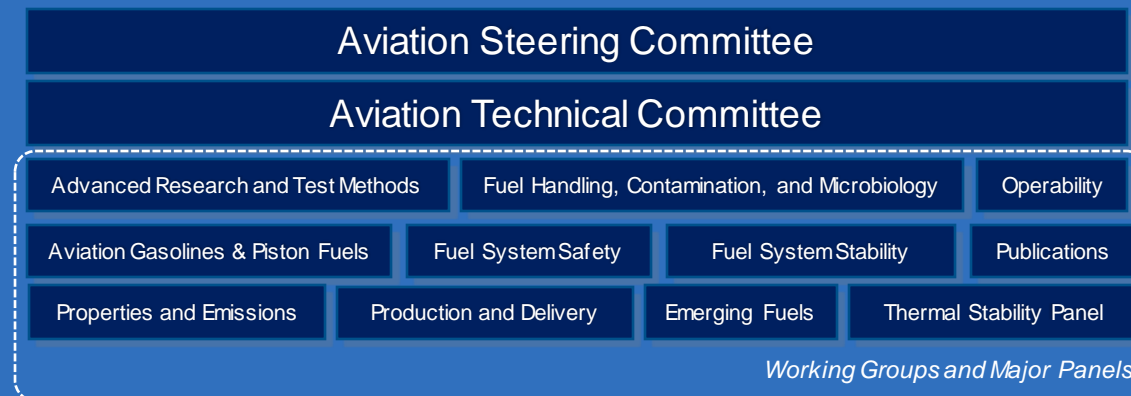 Aviation Steering Committee
Aviation Technical Committee
Advanced Research and Test Methods
Fuel Handling, Contamination, and Microbiology
Operability
Aviation Gasolines & Piston Fuels
Fuel System Safety
Fuel System Stability
Publications
Properties and Emissions
Production and Delivery
Emerging Fuels
Thermal Stability Panel
Working Groups and Major Panels